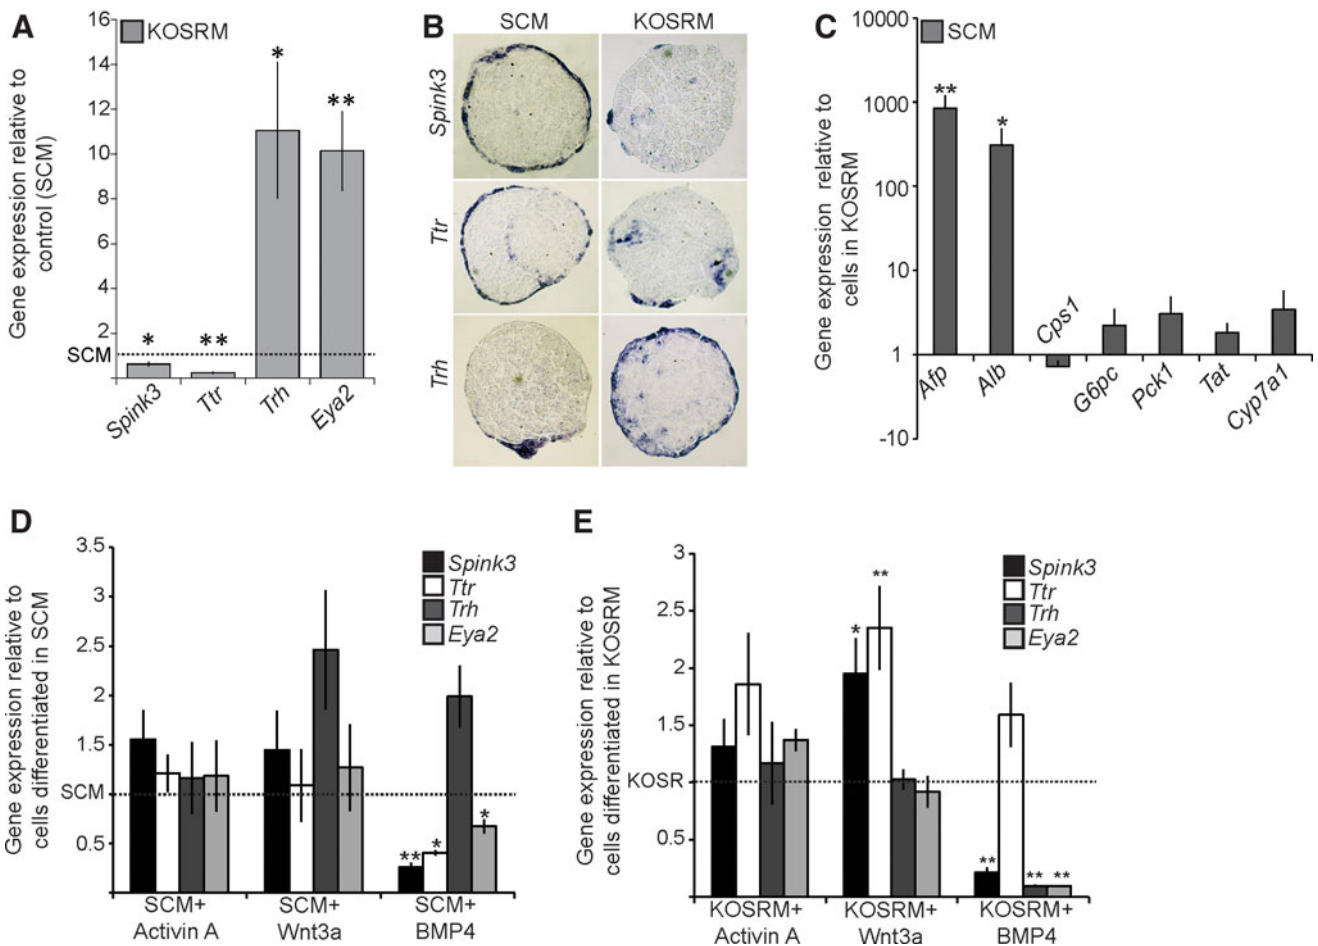 A
KOSRM
Gene expression relative to
control (SCM)
16
14
12
10
8
6
4
2
SCM
*
**
*
**
Spink3
Ttr
Trh
Eya2
B
SCM
KOSRM
Spink3
Ttr
Trh
C
SCM
Gene expression relative to
cells in KOSRM
10000
1000
100
10
1
-10
**
*
Afp
Alb
Cps1
G6pc
Pck1
Tat
Cyp7a1
D
Gene expression relative to
cells differentiated in SCM
3.5
3
2.5
2
1.5
SCM
0.5
Spink3
Ttr
Trh
Eya2
**
*
*
SCM+
Activin A
SCM+
Wnt3a
SCM+
BMP4
E
Gene expression relative to
cells differentiated in KOSRM
3
2.5
2
1.5
KOSR
0.5
Spink3
Ttr
Trh
Eya2
*
**
**
**
**
KOSRM+
Activin A
KOSRM+
Wnt3a
KOSRM+
BMP4